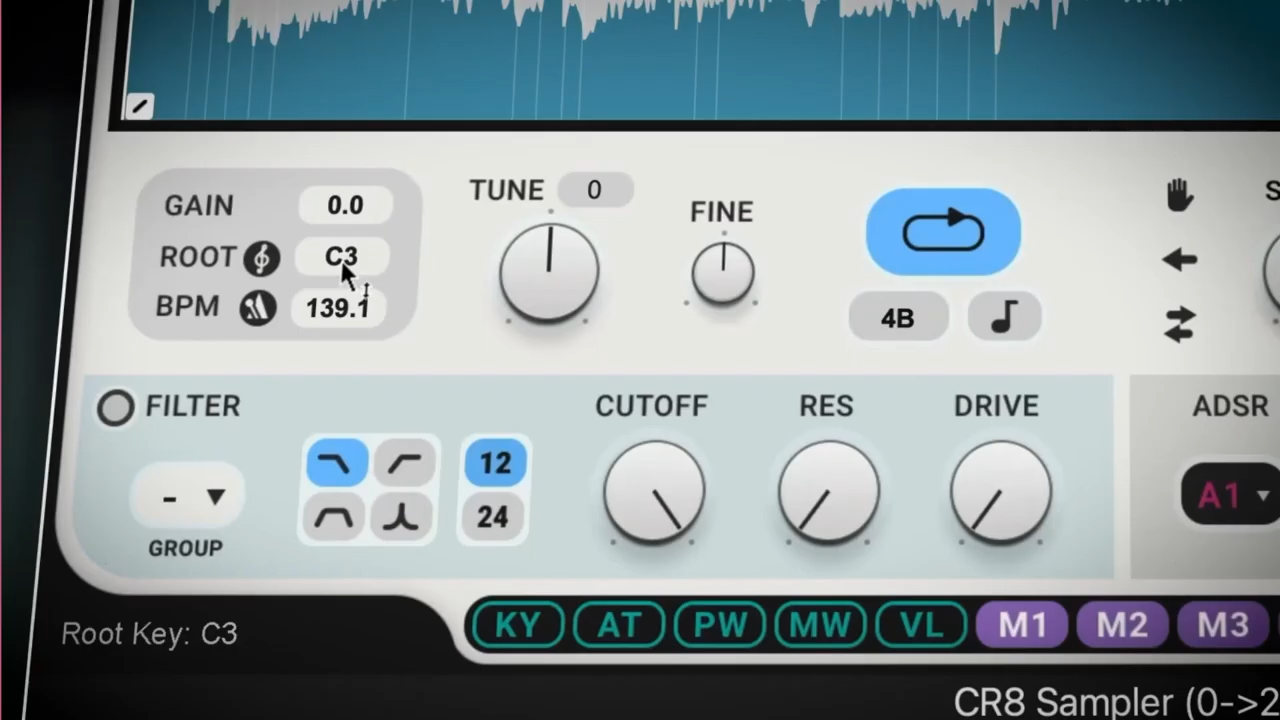 GAIN 0.0
ROOT C3
BPM 139.1
TUNE 0
FINE
4B
S
FILTER
- 
GROUP
12
24
CUTOFF RES DRIVE
ADSR
A1
Root Key: C3
KY AT PW MW VL M1 M2 M3
CR8 Sampler (0->2